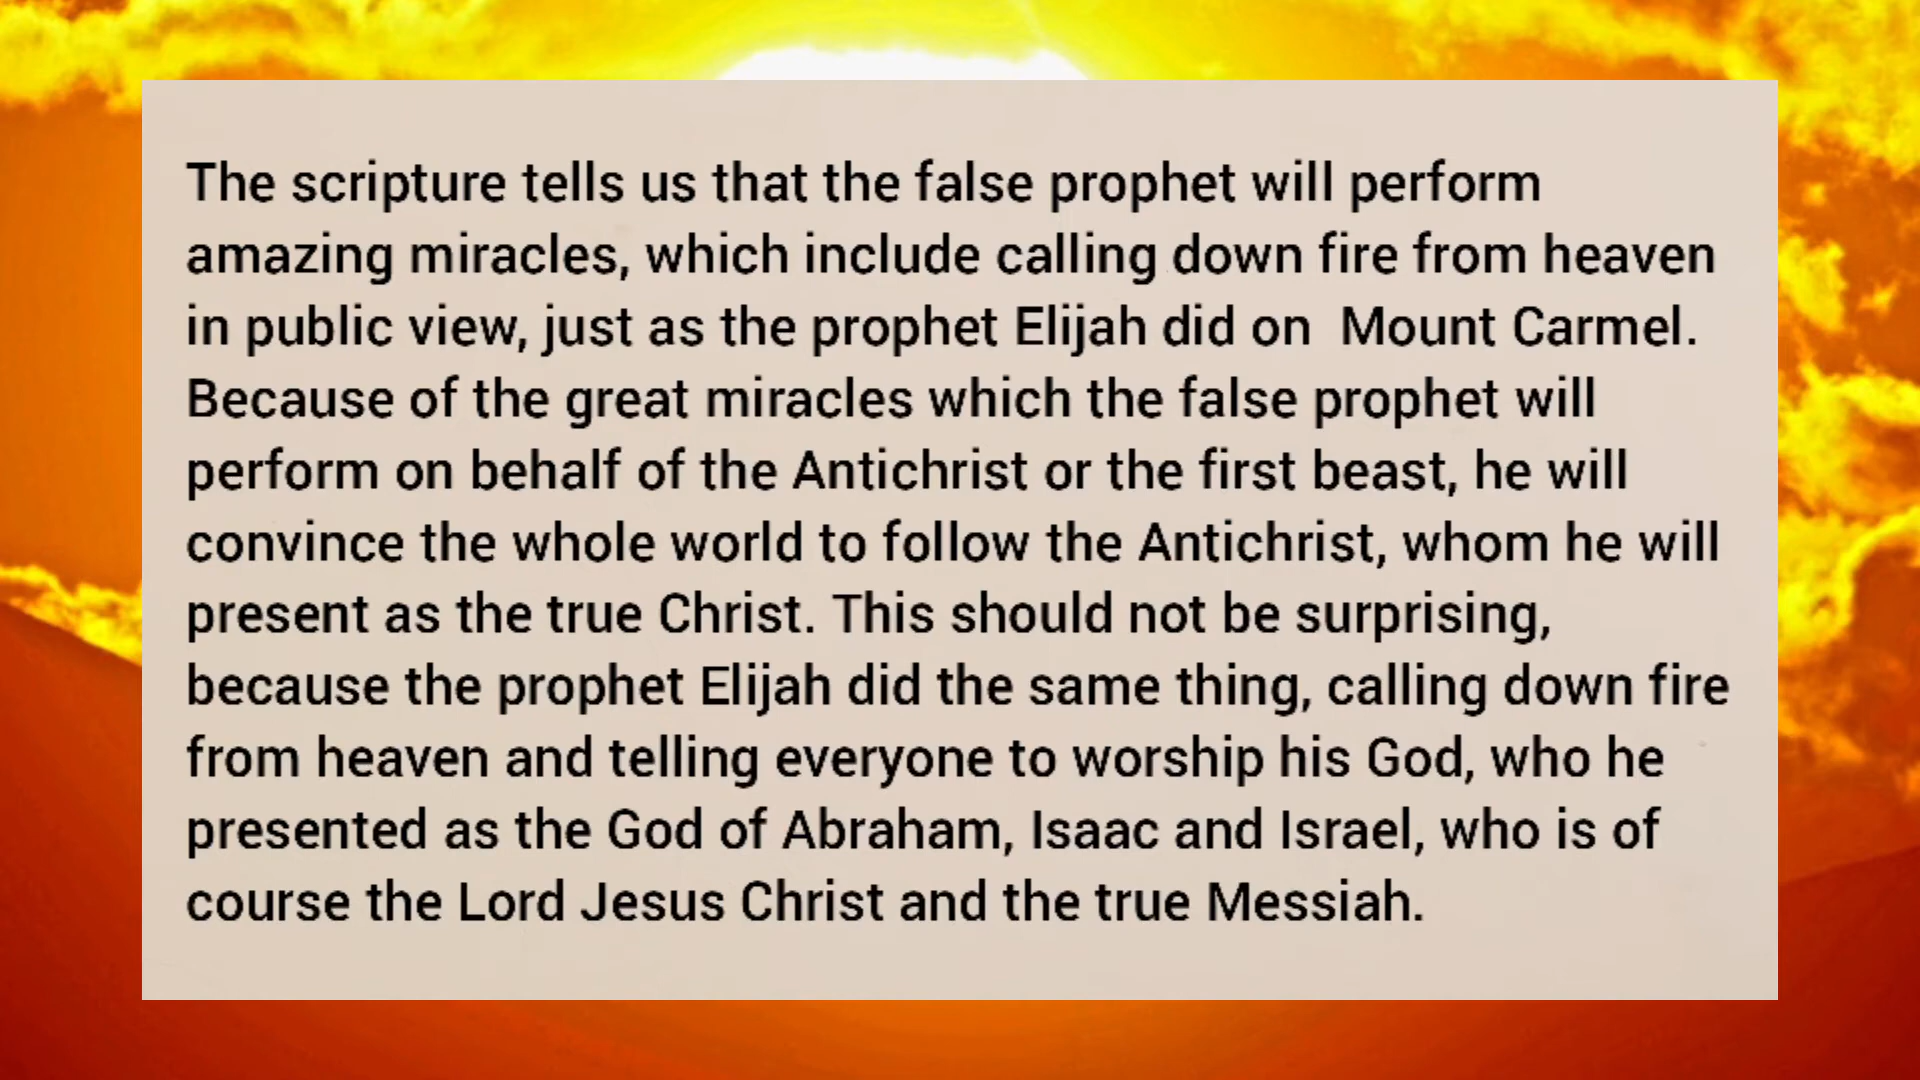 The scripture tells us that the false prophet will perform
amazing miracles, which include calling down fire from heaven
in public view, just as the prophet Elijah did on  Mount Carmel.
Because of the great miracles which the false prophet will
perform on behalf of the Antichrist or the first beast, he will
convince the whole world to follow the Antichrist, whom he will
present as the true Christ. This should not be surprising,
because the prophet Elijah did the same thing, calling down fire
from heaven and telling everyone to worship his God, who he
presented as the God of Abraham, Isaac and Israel, who is of
course the Lord Jesus Christ and the true Messiah.